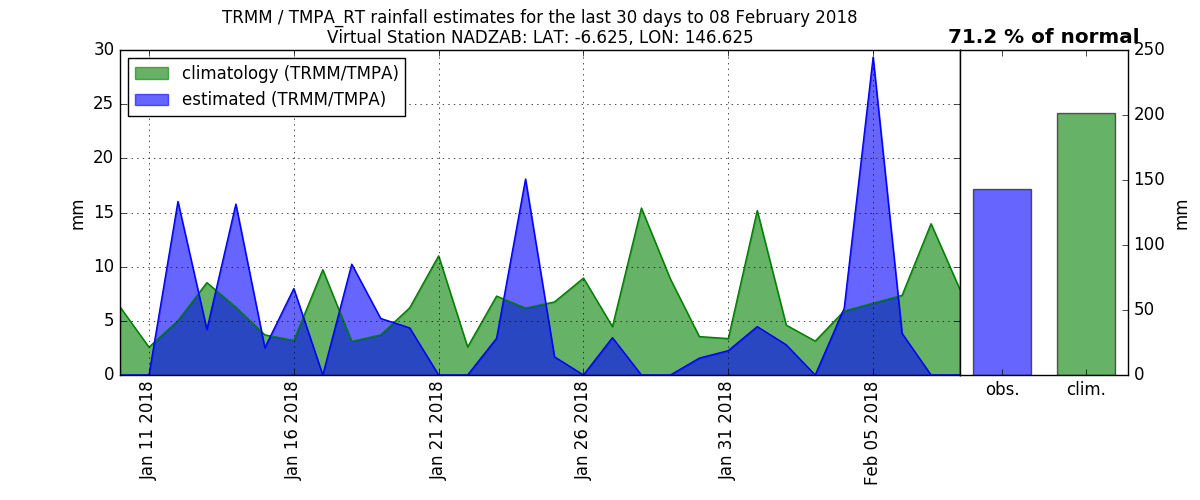 TRMM / TMPA_RT rainfall estimates for the last 30 days to 08 February 2018
Virtual Station NADZAB: LAT: -6.625, LON: 146.625
71.2 % of normal
climatology (TRMM/TMPA)
estimated (TRMM/TMPA)
mm
30
25
20
15
10
5
0
Jan 11 2018
Jan 16 2018
Jan 21 2018
Jan 26 2018
Jan 31 2018
Feb 05 2018
obs.
clim.
250
200
150
100
50
0
mm